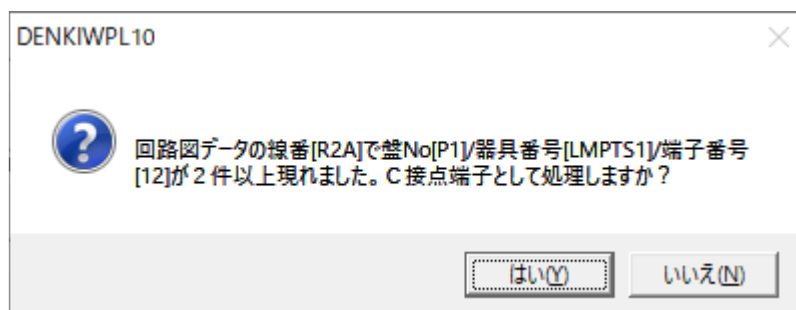 DENKIWPL10
回路図データの線番[R2A]で盤No[P1]/器具番号[LMPTS1]/端子番号
[12]が２件以上現れました。C 接点端子として処理しますか？
はい(Y)
いいえ(N)